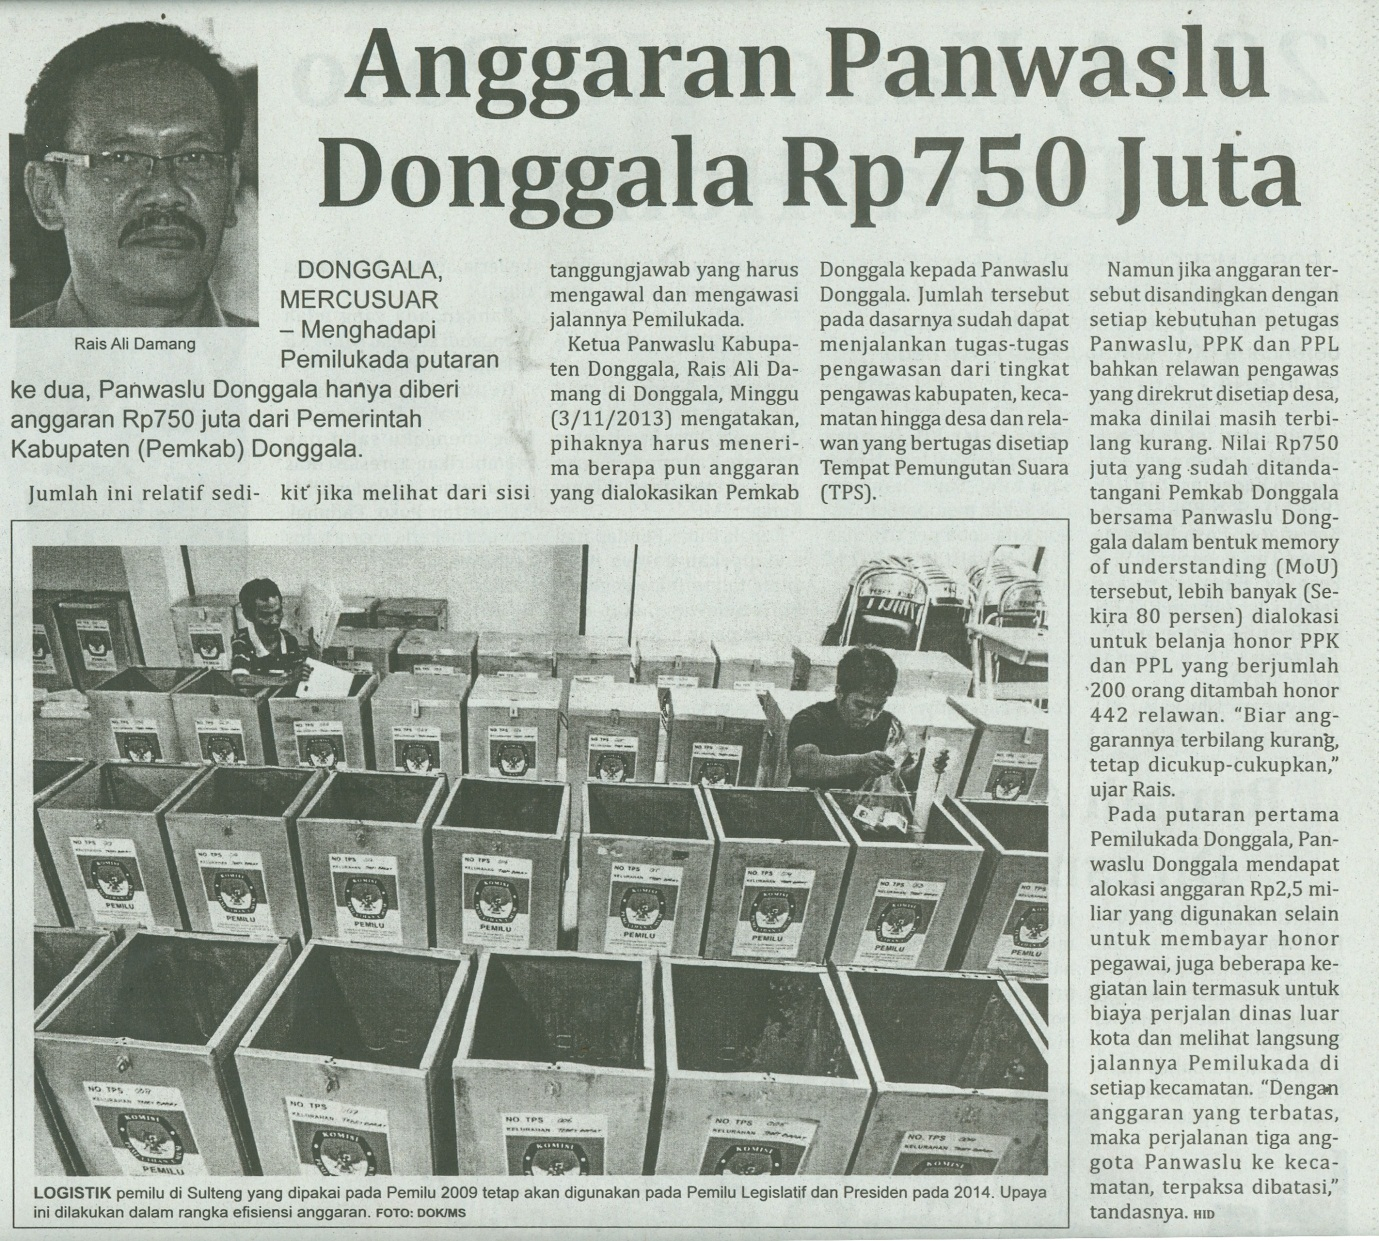 Anggaran Panwaslu
Donggala Rp750 Juta
Rais Ali Damang
DONGGALA,
MERCUSUAR
– Menghadapi
Pemilukada putaran
ke dua, Panwaslu Donggala hanya diberi
anggaran Rp750 juta dari Pemerintah
Kabupaten (Pemkab) Donggala.
Jumlah ini relatif sedi-
kit jika melihat dari sisi
tanggungjawab yang harus
mengawal dan mengawasi
jalannya Pemilukada.
Ketua Panwaslu Kabupa-
ten Donggala, Rais Ali Da-
mang di Donggala, Minggu
(3/11/2013) mengatakan,
pihaknya harus meneri-
ma berapa pun anggaran
yang dialokasikan Pemkab
Donggala kepada Panwaslu
Donggala. Jumlah tersebut
pada dasarnya sudah dapat
menjalankan tugas-tugas
pengawasan dari tingkat
pengawas kabupaten, keca-
matan hingga desa dan rela-
wan yang bertugas disetiap
Tempat Pemungutan Suara
(TPS).
Namun jika anggaran ter-
sebut disandingkan dengan
setiap kebutuhan petugas
Panwaslu, PPK dan PPL
bahkan relawan pengawas
yang direkrut disetiap desa,
maka dinilai masih terbi-
lang kurang. Nilai Rp750
juta yang sudah ditanda-
tangani Pemkab Donggala
bersama Panwaslu Dong-
gala dalam bentuk memory
of understanding (MoU)
tersebut, lebih banyak (Se-
kira 80 persen) dialokasi
untuk belanja honor PPK
dan PPL yang berjumlah
200 orang ditambah honor
442 relawan. “Biar ang-
garannya terbilang kurang,
tetap dicukup-cukupkan,”
ujar Rais.
Pada putaran pertama
Pemilukada Donggala, Pan-
waslu Donggala mendapat
alokasi anggaran Rp2,5 mi-
liar yang digunakan selain
untuk membayar honor
pegawai, juga beberapa ke-
giatan lain termasuk untuk
biaya perjalan dinas luar
kota dan melihat langsung
jalannya Pemilukada di
setiap kecamatan. “Dengan
anggaran yang terbatas,
maka perjalanan tiga ang-
gota Panwaslu ke keca-
matan, terpaksa dibatasi,”
tandasnya. HID
LOGISTIK pemilu di Sulteng yang dipakai pada Pemilu 2009 tetap akan digunakan pada Pemilu Legislatif dan Presiden pada 2014. Upaya
ini dilakukan dalam rangka efisiensi anggaran. FOTO: DOK/MS